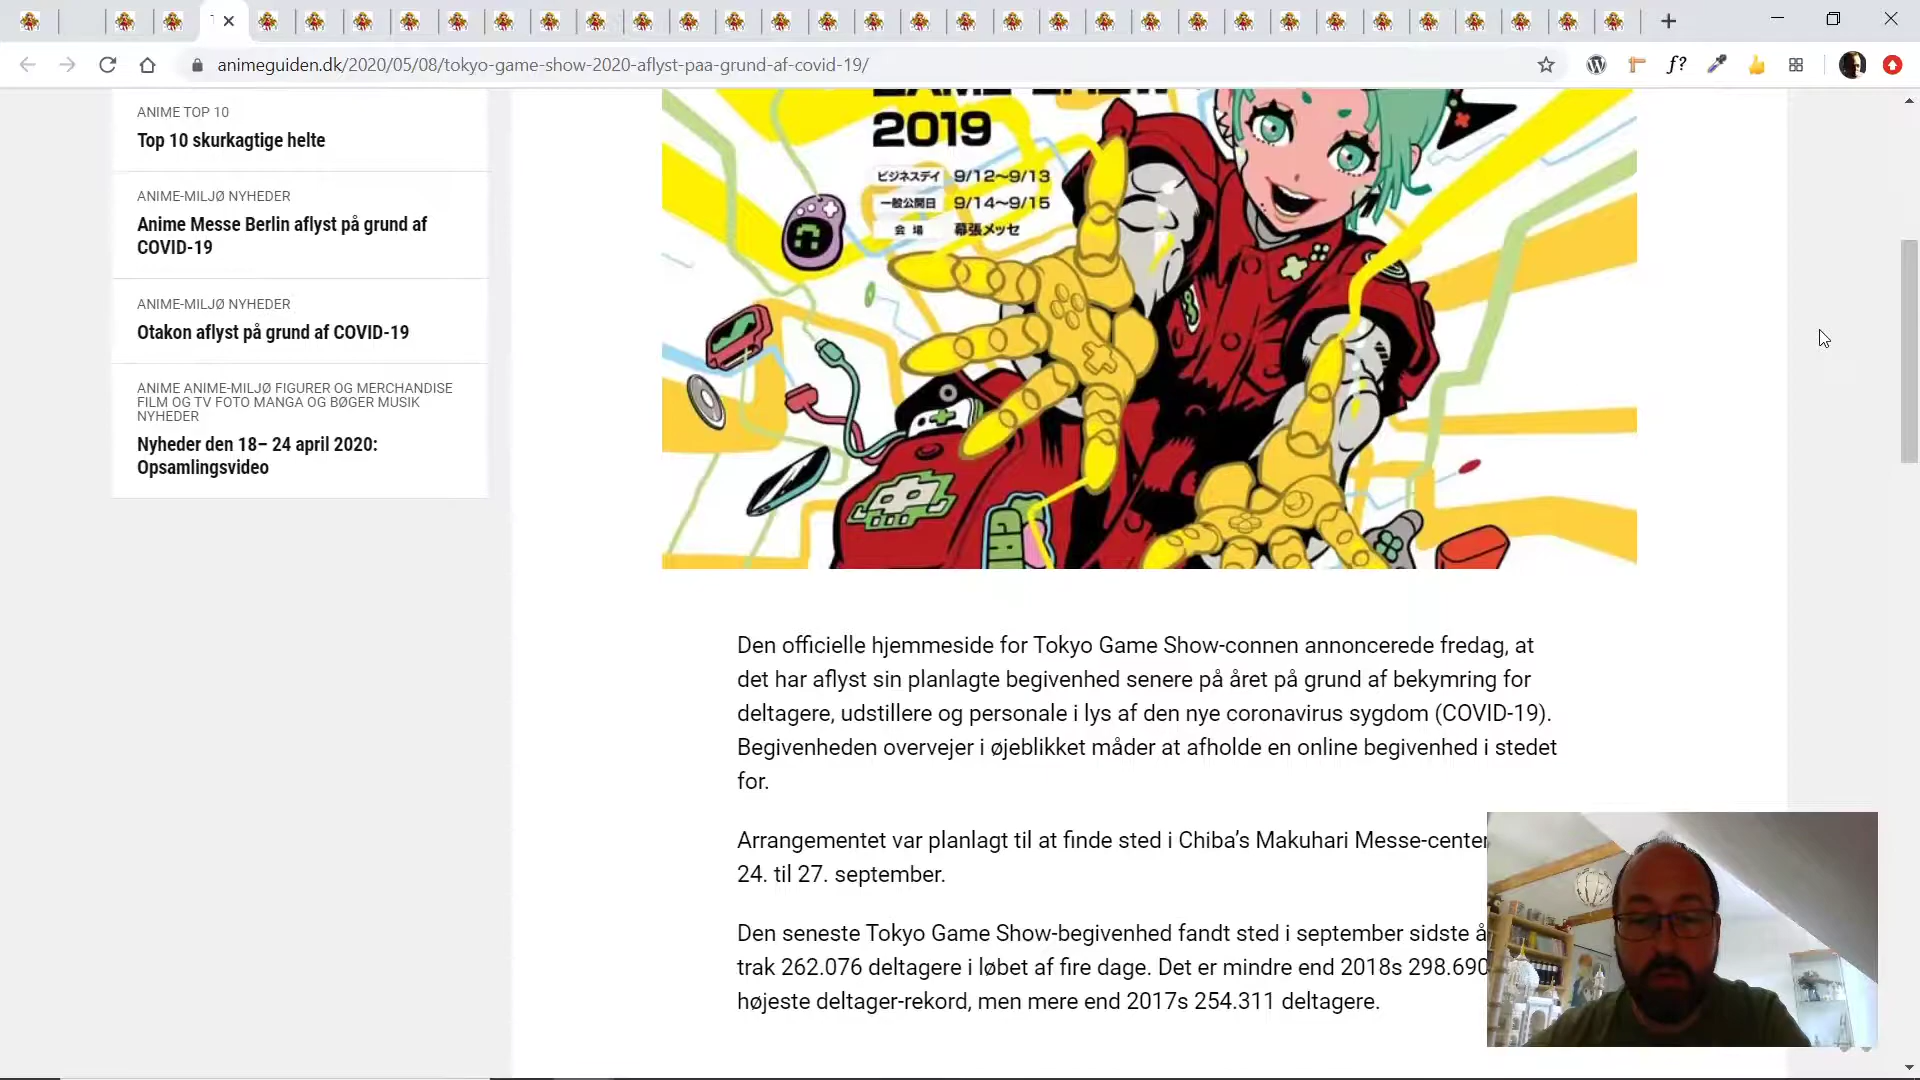 animeguiden.dk/2020/05/08/tokyo-game-show-2020-aflyst-paa-grund-af-covid-19/
f?
ANIME TOP 10
Top 10 skurkagtige helte
ANIME-MILJØ NYHEDER
Anime Messe Berlin aflyst på grund af
COVID-19
ANIME-MILJØ NYHEDER
Otakon aflyst på grund af COVID-19
ANIME ANIME-MILJØ FIGURER OG MERCHANDISE
FILM OG TV FOTO MANGA OG BØGER MUSIK
NYHEDER
Nyheder den 18– 24 april 2020:
Opsamlingsvideo
GAME SHOW
2019
ビジネスデイ 9/12~9/13
一般公開日 9/14~9/15
会場 幕張メッセ
Den officielle hjemmeside for Tokyo Game Show-connen annoncerede fredag, at
det har aflyst sin planlagte begivenhed senere på året på grund af bekymring for
deltagere, udstillere og personale i lys af den nye coronavirus sygdom (COVID-19).
Begivenheden overvejer i øjeblikket måder at afholde en online begivenhed i stedet
for.
Arrangementet var planlagt til at finde sted i Chiba’s Makuhari Messe-center
24. til 27. september.
Den seneste Tokyo Game Show-begivenhed fandt sted i september sidste å
trak 262.076 deltagere i løbet af fire dage. Det er mindre end 2018s 298.690
højeste deltager-rekord, men mere end 2017s 254.311 deltagere.